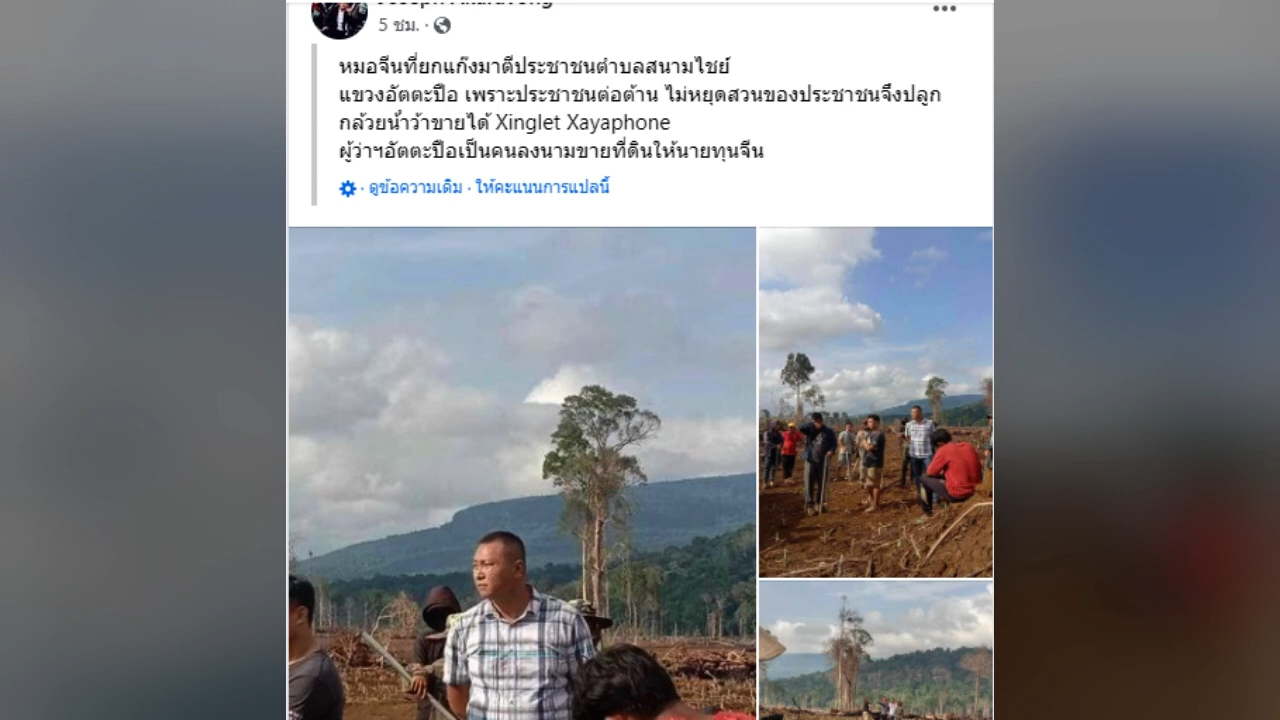 5 ชม.
หมอจีนที่ยกแก๊งมาตีประชาชนตำบลสนามไชย์
แขวงอัตตะปือ เพราะประชาชนต่อต้าน ไม่หยุดสวนของประชาชนจึงปลูก
กล้วยน้ำว้าขายได้ Xinglet Xayaphone
ผู้ว่าฯอัตตะปือเป็นคนลงนามขายที่ดินให้นายทุนจีน
· ดูข้อความเดิม · ให้คะแนนการแปลนี้